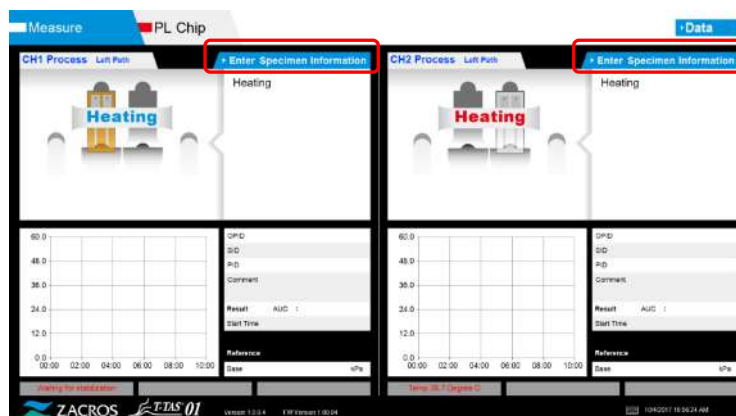 Measure
PL Chip
Data
CH1 Process Left Path
Enter Specimen Information
Heating
Heating
60.0
48.0
36.0
24.0
12.0
0.0
00:00 02:00 04:00 06:00 08:00 10:00
OPID
SID
PID
Comment
Result AUC :
Start Time
Reference
Base kPa
Waiting for stabilization
CH2 Process Left Path
Enter Specimen Information
Heating
Heating
60.0
48.0
36.0
24.0
12.0
0.0
00:00 02:00 04:00 06:00 08:00 10:00
OPID
SID
PID
Comment
Result AUC :
Start Time
Reference
Base kPa
ZACROS T-TAS 01